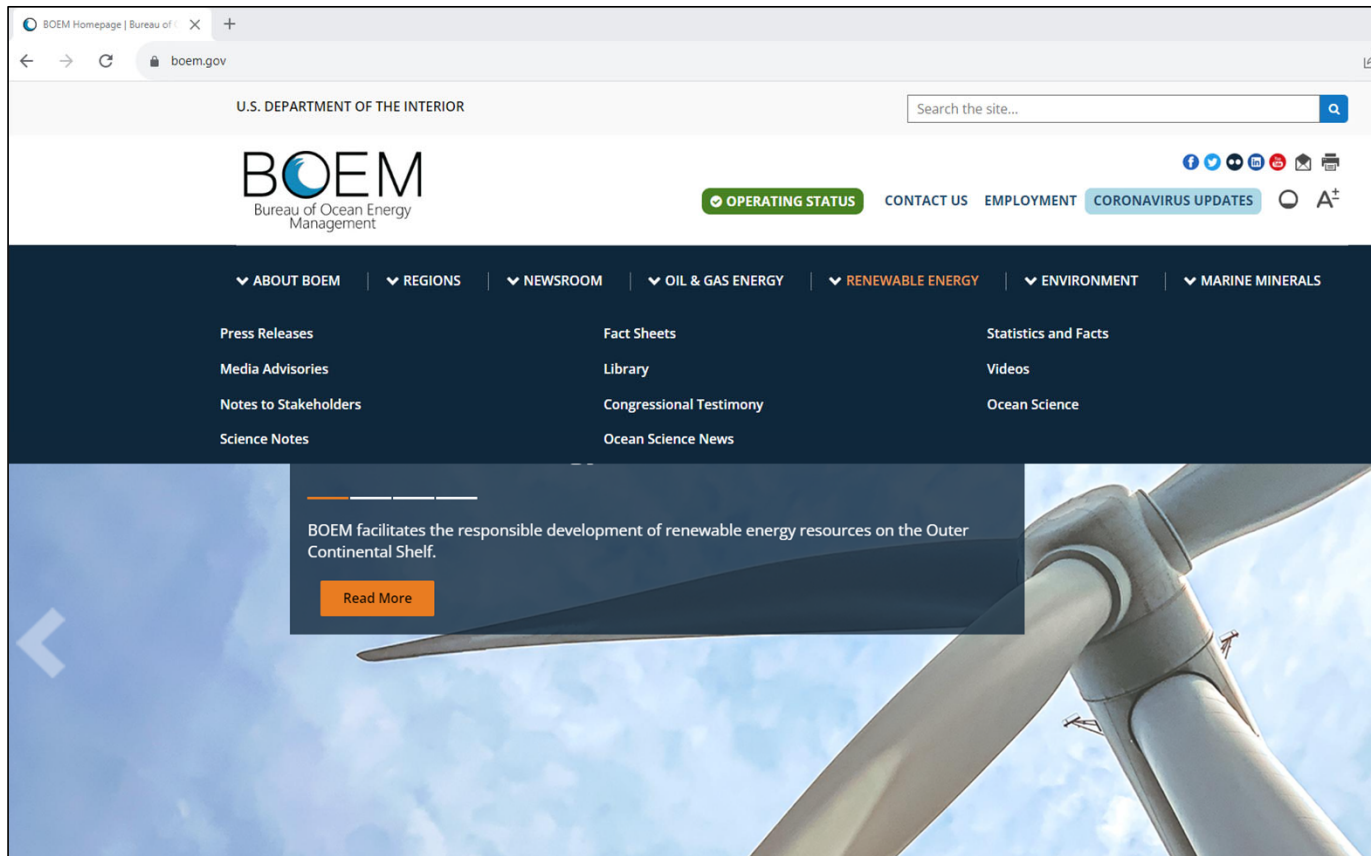 BOEM Homepage | Bureau of
boem.gov
U.S. DEPARTMENT OF THE INTERIOR
Search the site...
BOEM
Bureau of Ocean Energy
Management
OPERATING STATUS
CONTACT US
EMPLOYMENT
CORONAVIRUS UPDATES
A±
ABOUT BOEM
REGIONS
NEWSROOM
OIL & GAS ENERGY
RENEWABLE ENERGY
ENVIRONMENT
MARINE MINERALS
Press Releases
Fact Sheets
Statistics and Facts
Media Advisories
Library
Videos
Notes to Stakeholders
Congressional Testimony
Ocean Science
Science Notes
Ocean Science News
BOEM facilitates the responsible development of renewable energy resources on the Outer
Continental Shelf.
Read More